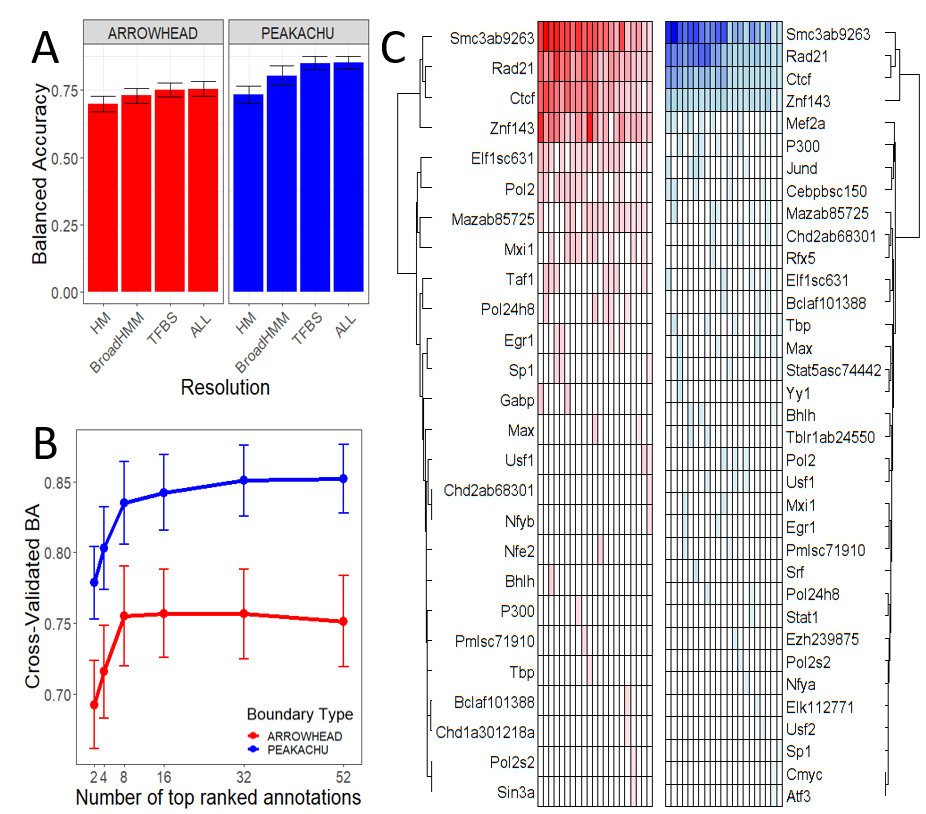 A
ARROWHEAD
PEAKACHU
Balanced Accuracy
0.75
0.50
0.25
0.00
HM
BroadHMM
TFBS
ALL
HM
BroadHMM
TFBS
ALL
Resolution
B
Cross-Validated BA
0.85
0.80
0.75
0.70
Boundary Type
ARROWHEAD
PEAKACHU
2 4 8 16 32 52
Number of top ranked annotations
C
Smc3ab9263
Rad21
Ctcf
Znf143
Elf1sc631
Pol2
Mazab85725
Mxi1
Taf1
Pol24h8
Egr1
Sp1
Gabp
Max
Usf1
Chd2ab68301
Nfyb
Nfe2
Bhlh
P300
Pmlsc71910
Tbp
Bclaf101388
Chd1a301218a
Pol2s2
Sin3a
Smc3ab9263
Rad21
Ctcf
Znf143
Mef2a
P300
Jund
Cebpbsc150
Mazab85725
Chd2ab68301
Rfx5
Elf1sc631
Bclaf101388
Tbp
Max
Stat5asc74442
Yy1
Bhlh
Tblr1ab24550
Pol2
Usf1
Mxi1
Egr1
Pmlsc71910
Srf
Pol24h8
Stat1
Ezh239875
Pol2s2
Nfya
Elk112771
Usf2
Sp1
Cmyc
Atf3